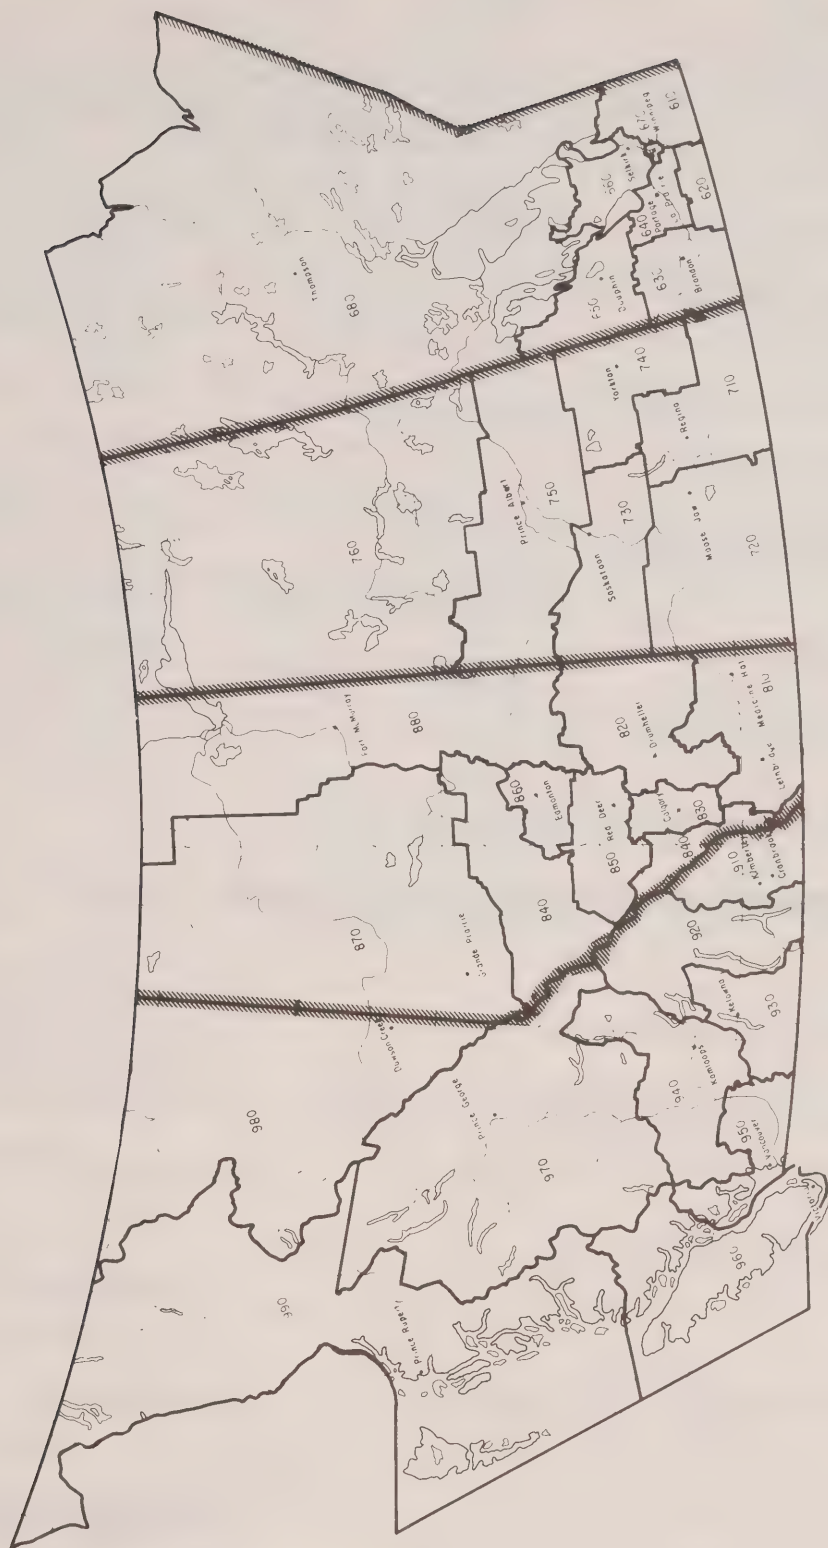 990
Prince Rupert
980
Dawson Creek
Prince George
970
960
Victoria
950
Vancouver
940
Kamloops
930
Kelowna
920
910
Kimberley
Cranbrook
870
Grande Prairie
840
840
850
Red Deer
860
Edmonton
Calgary
830
880
Fort McMurray
820
Drumheller
Lethbridge
Medicine Hat
810
760
Prince Albert
750
Saskatoon
730
Moose Jaw
720
Yorkton
740
Regina
710
Thompson
680
650
Dauphin
660
Selkirk
640
Portage
La Prairie
630
Brandon
620
670
Winnipeg
610